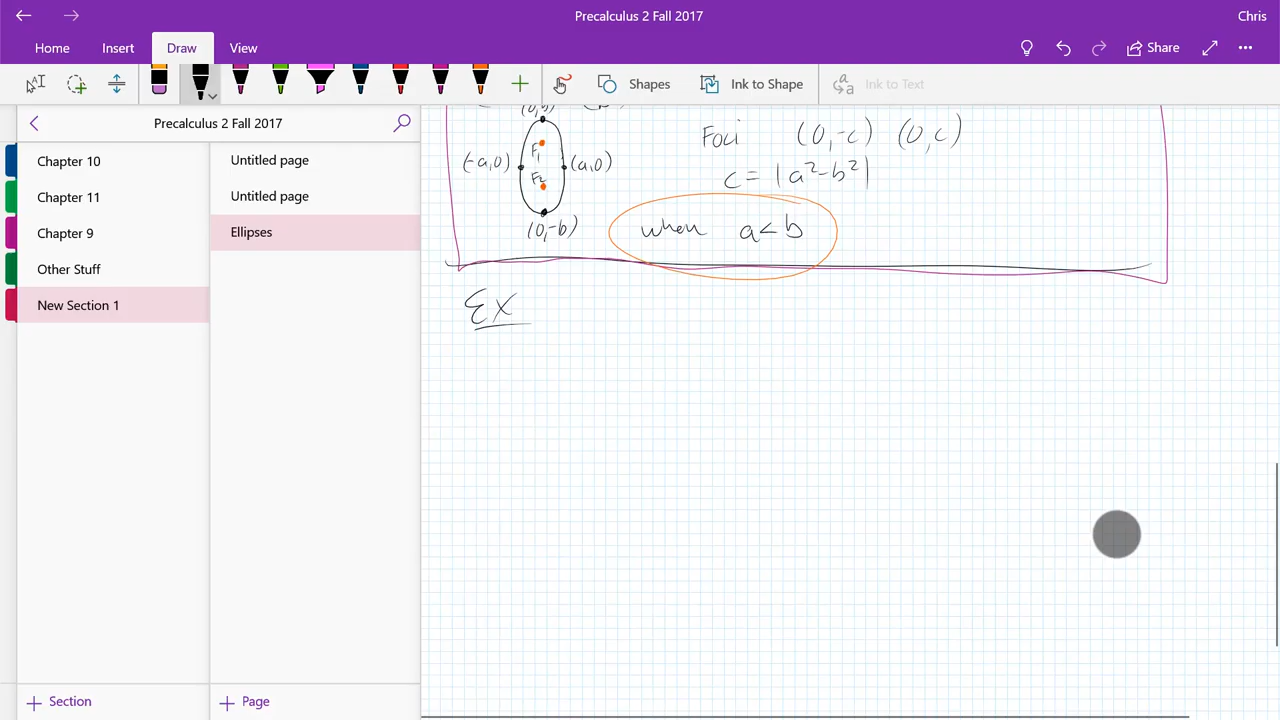 Precalculus 2 Fall 2017
Chris
Home Insert Draw View
Share
Shapes Ink to Shape Ink to Text
Precalculus 2 Fall 2017
Chapter 10
Chapter 11
Chapter 9
Other Stuff
New Section 1
Untitled page
Untitled page
Ellipses
+ Section
+ Page
Foci (0,-c) (0,c)
(-a,0) F₁ (a,0)
F₂
c = |a²-b²|
(0,-b)
when a<b
Ex